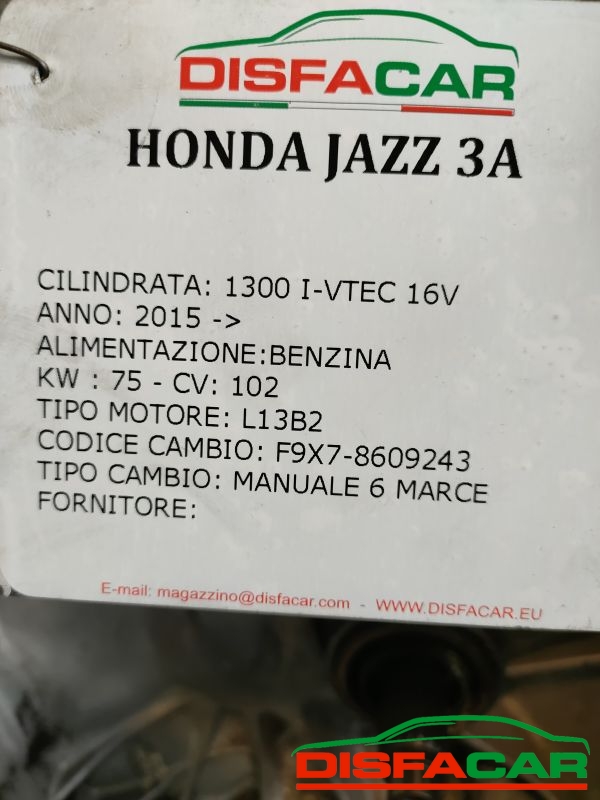 DISFACAR
HONDA JAZZ 3A
CILINDRATA: 1300 I-VTEC 16V
ANNO: 2015 ->
ALIMENTAZIONE:BENZINA
KW : 75 - CV: 102
TIPO MOTORE: L13B2
CODICE CAMBIO: F9X7-8609243
TIPO CAMBIO: MANUALE 6 MARCE
FORNITORE:
E-mail: magazzino@disfacar.com - WWW.DISFACAR.EU
DISFACAR